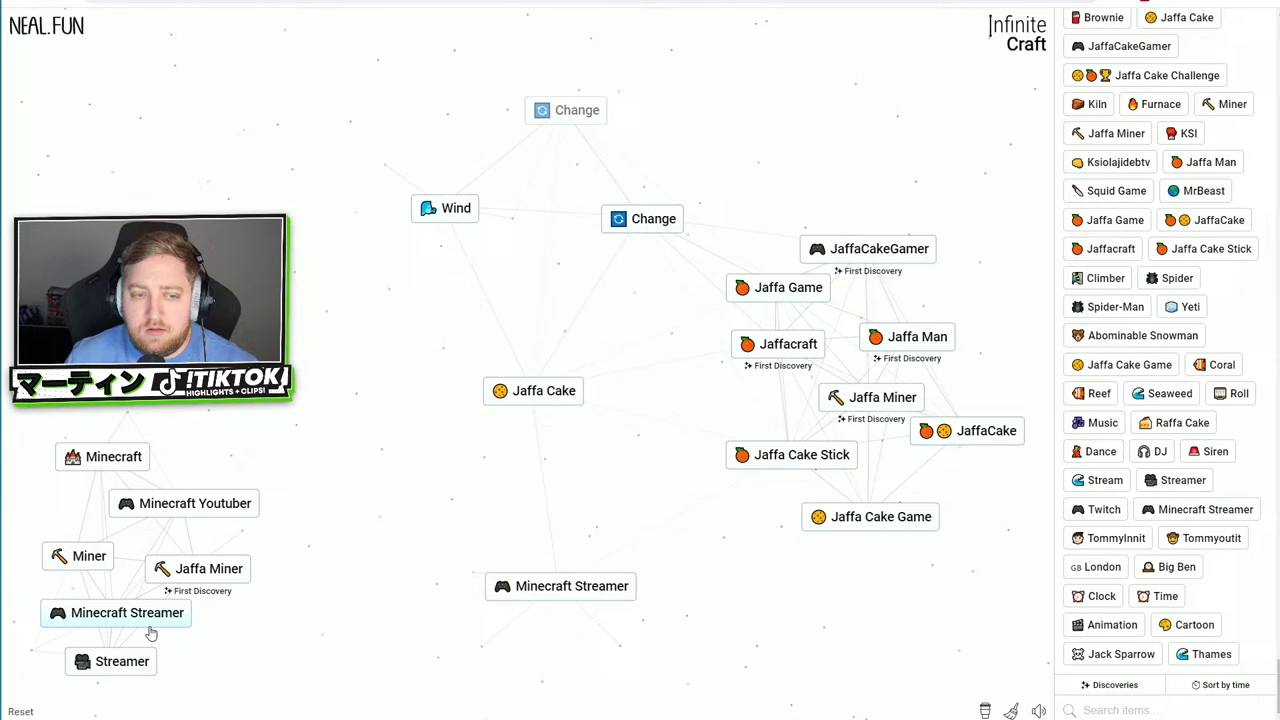 NEAL.FUN
Infinite
Craft
Change
Wind
Change
JaffaCakeGamer
First Discovery
Jaffa Game
Jaffacraft
First Discovery
Jaffa Man
First Discovery
Jaffa Cake
Jaffa Miner
First Discovery
JaffaCake
Jaffa Cake Stick
Jaffa Cake Game
Minecraft Streamer
マーティン !TIKTOK
HIGHLIGHTS + CLIPS!
Minecraft
Minecraft Youtuber
Miner
Jaffa Miner
First Discovery
Minecraft Streamer
Streamer
Reset
Brownie Jaffa Cake
JaffaCakeGamer
Jaffa Cake Challenge
Kiln Furnace Miner
Jaffa Miner KSI
Ksiolajidebtv Jaffa Man
Squid Game MrBeast
Jaffa Game JaffaCake
Jaffacraft Jaffa Cake Stick
Climber Spider
Spider-Man Yeti
Abominable Snowman
Jaffa Cake Game Coral
Reef Seaweed Roll
Music Raffa Cake
Dance DJ Siren
Stream Streamer
Twitch Minecraft Streamer
TommyInnit Tommyoutit
GB London Big Ben
Clock Time
Animation Cartoon
Jack Sparrow Thames
Discoveries Sort by time
Search items...